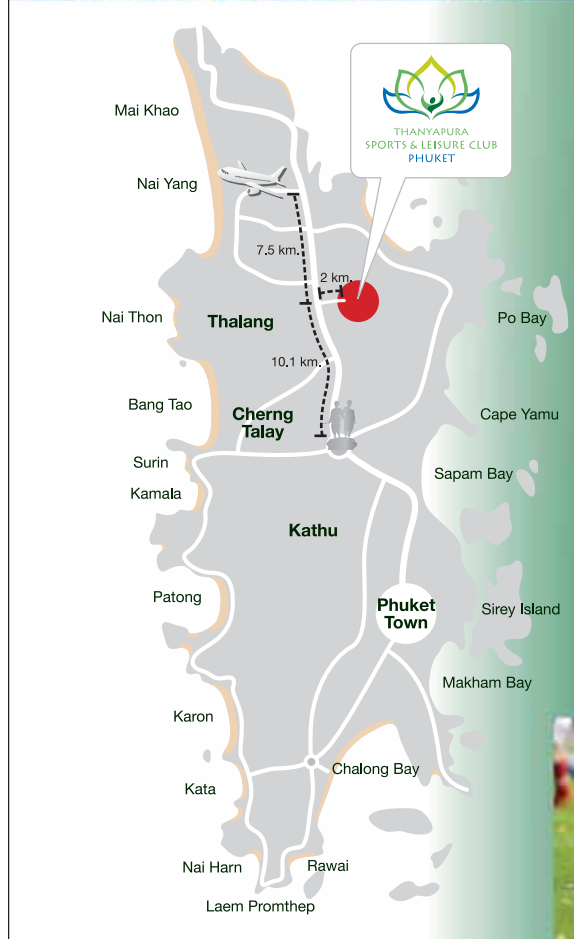 THANYAPURA
SPORTS & LEISURE CLUB
PHUKET
Mai Khao
Nai Yang
7.5 km.
2 km.
Nai Thon
Thalang
Po Bay
10.1 km.
Bang Tao
Cherng
Talay
Cape Yamu
Surin
Sapam Bay
Kamala
Kathu
Patong
Phuket
Town
Sirey Island
Makham Bay
Karon
Chalong Bay
Kata
Nai Harn
Rawai
Laem Promthep